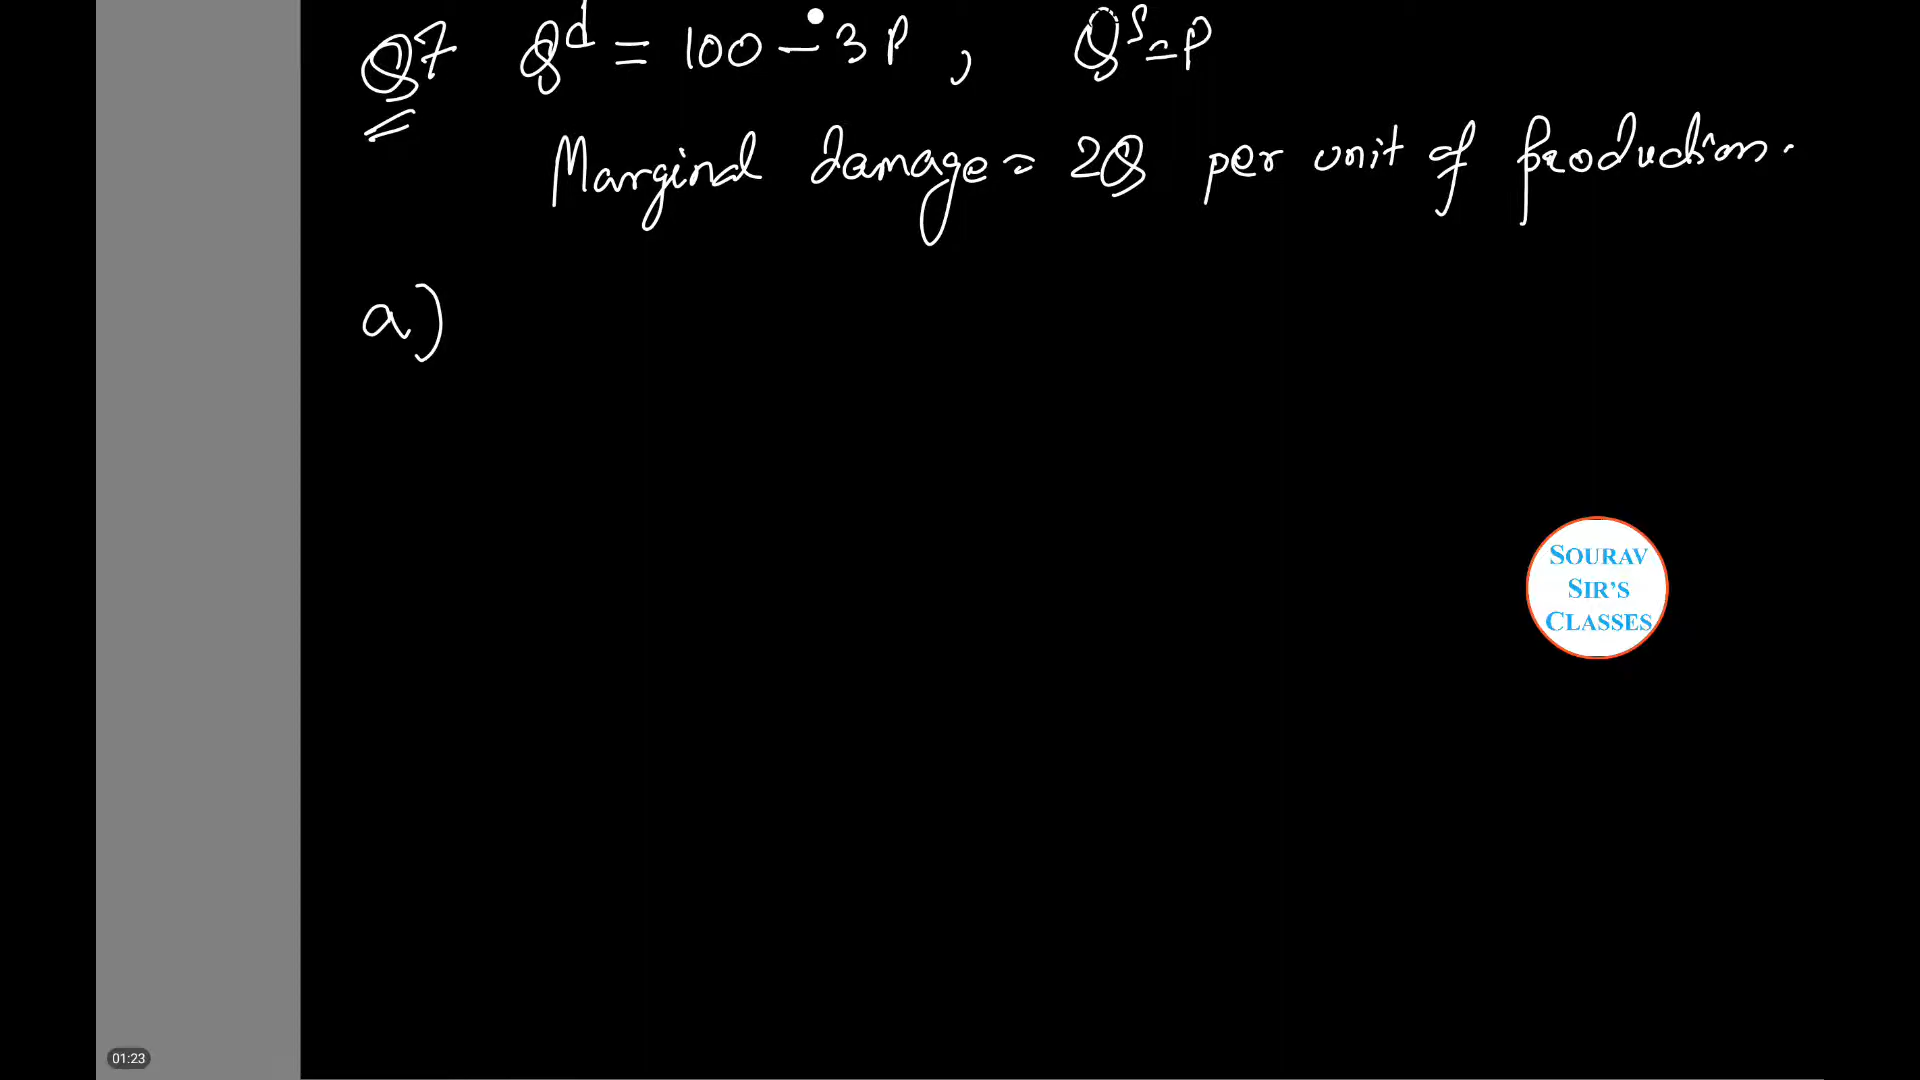 Q7 Q^d = 100 - 3P, Q^s = P
Marginal damage = 2Q per unit of production.
a)
SOURAV
SIR'S
CLASSES
01:23